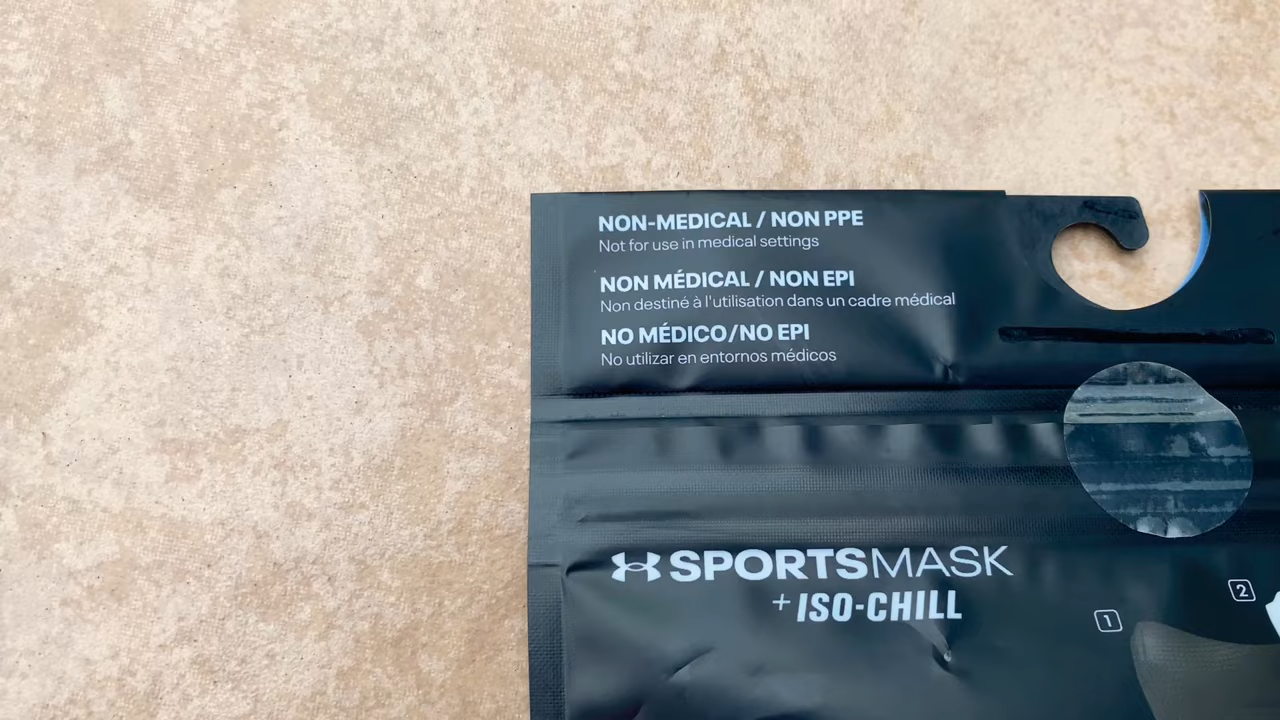 NON-MEDICAL / NON PPE
Not for use in medical settings
NON MÉDICAL / NON EPI
Non destiné à l'utilisation dans un cadre médical
NO MÉDICO/NO EPI
No utilizar en entornos médicos
SPORTSMASK
+ISO-CHILL
1
2